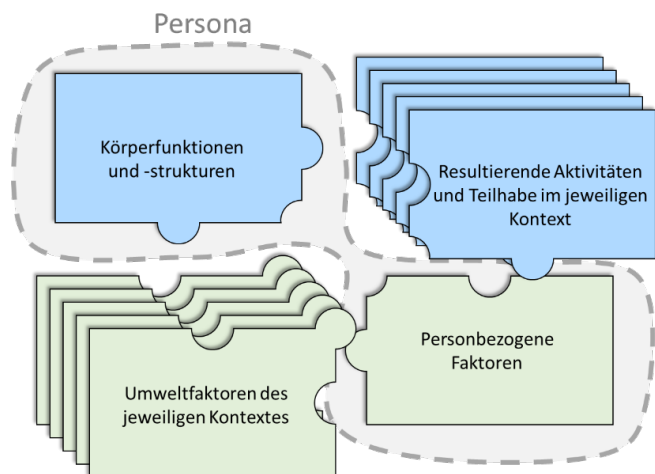 Persona
Körperfunktionen
und -strukturen
Resultierende Aktivitäten
und Teilhabe im jeweiligen
Kontext
Umweltfaktoren des
jeweiligen Kontextes
Personbezogene
Faktoren